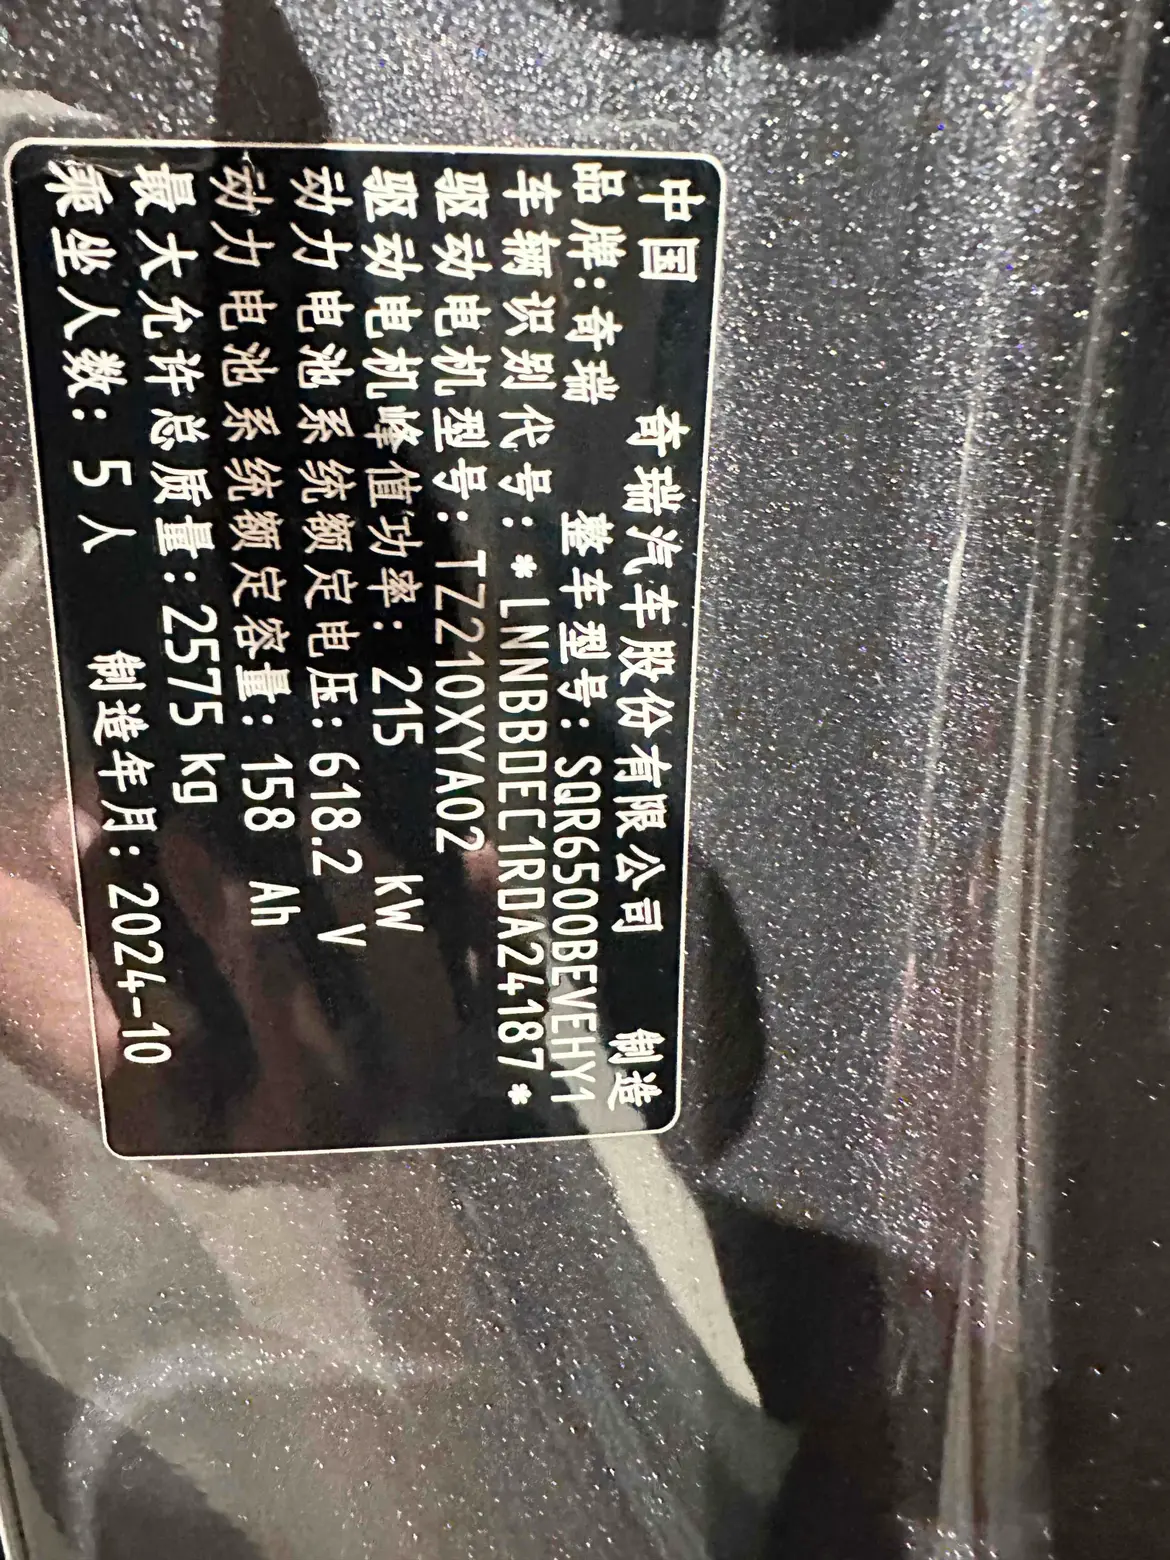 中国 奇瑞汽车股份有限公司 制造
品牌:奇瑞 整车型号:SQR6500BEVEHY1
车辆识别代号:*LNNBBDEC1RDA24187*
驱动电机型号:TZ210XYA02
驱动电机峰值功率:215 kW
动力电池系统额定电压:618.2 V
动力电池系统额定容量:158 Ah
最大允许总质量:2575 kg
乘坐人数:5人 制造年月:2024-10